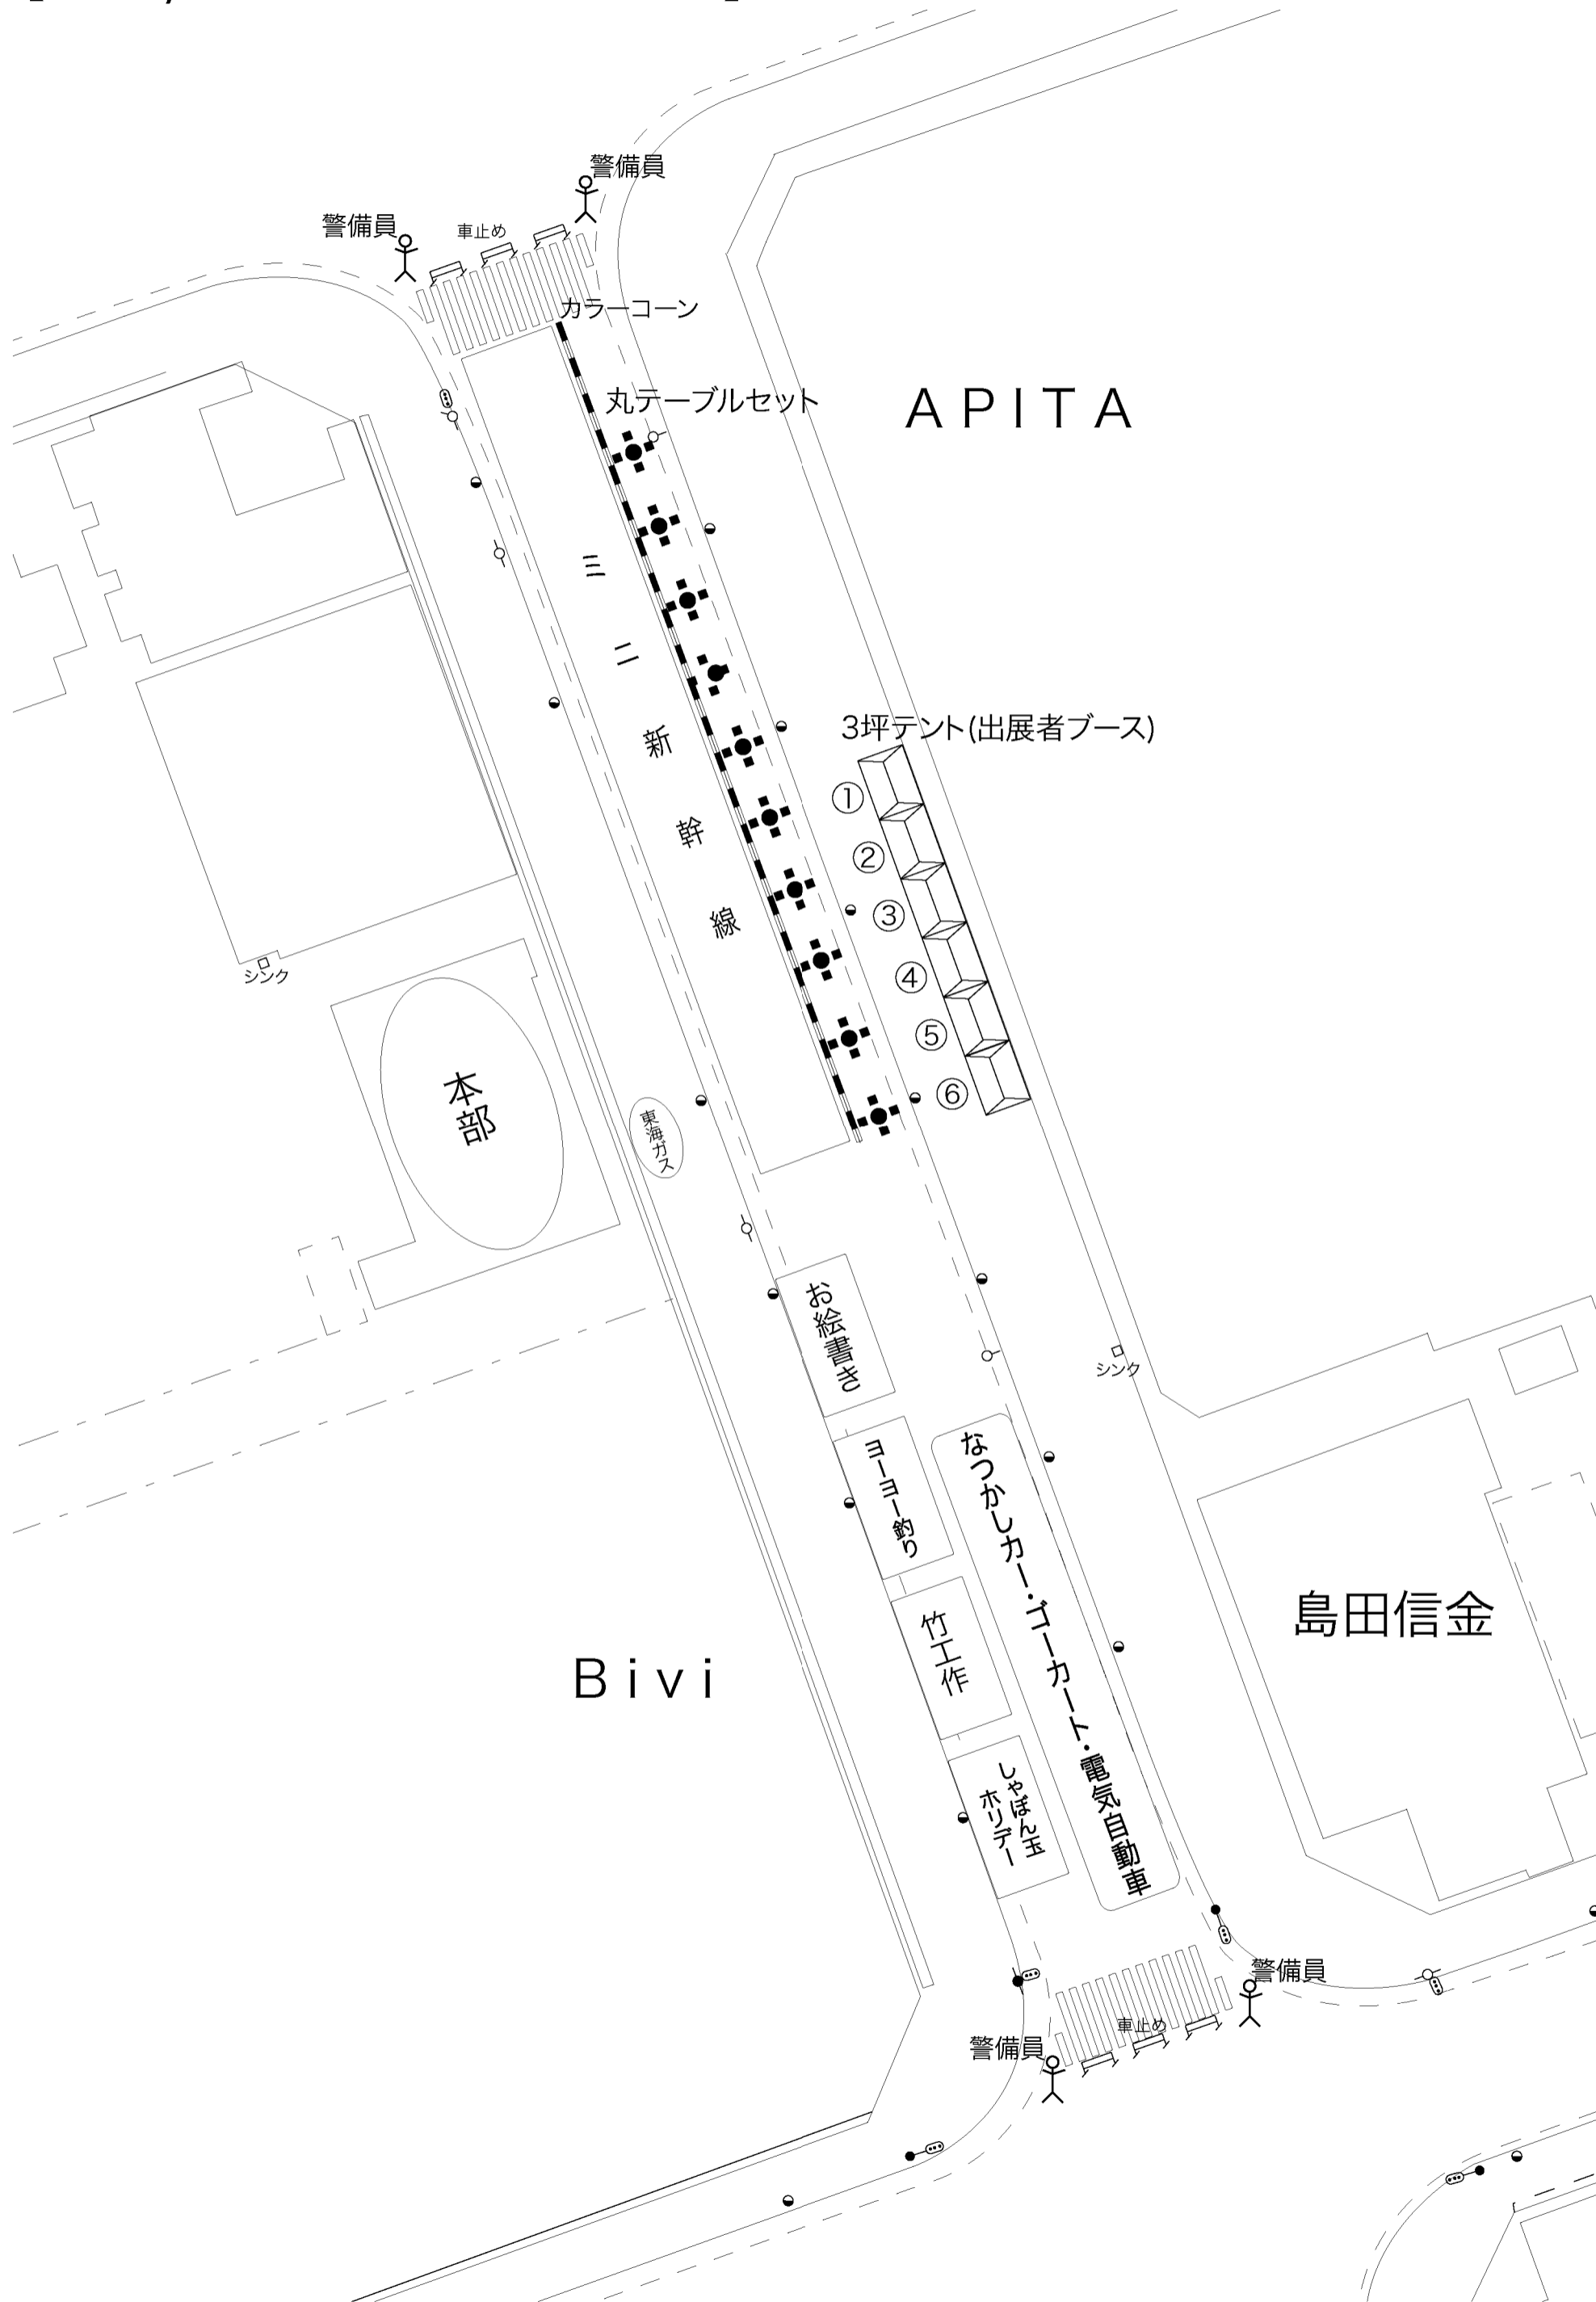 警備員
警備員
車止め
カラーコーン
丸テーブルセット
APITA
ミニ新幹線
3坪テント(出展者ブース)
①
②
③
④
⑤
⑥
シンク
本部
東海ガス
お絵書き
シンク
ヨーヨー釣り
なつかしカー・ゴーカート・電気自動車
竹工作
島田信金
Bivi
しゃぼん玉
ホリデー
警備員
車止め
警備員